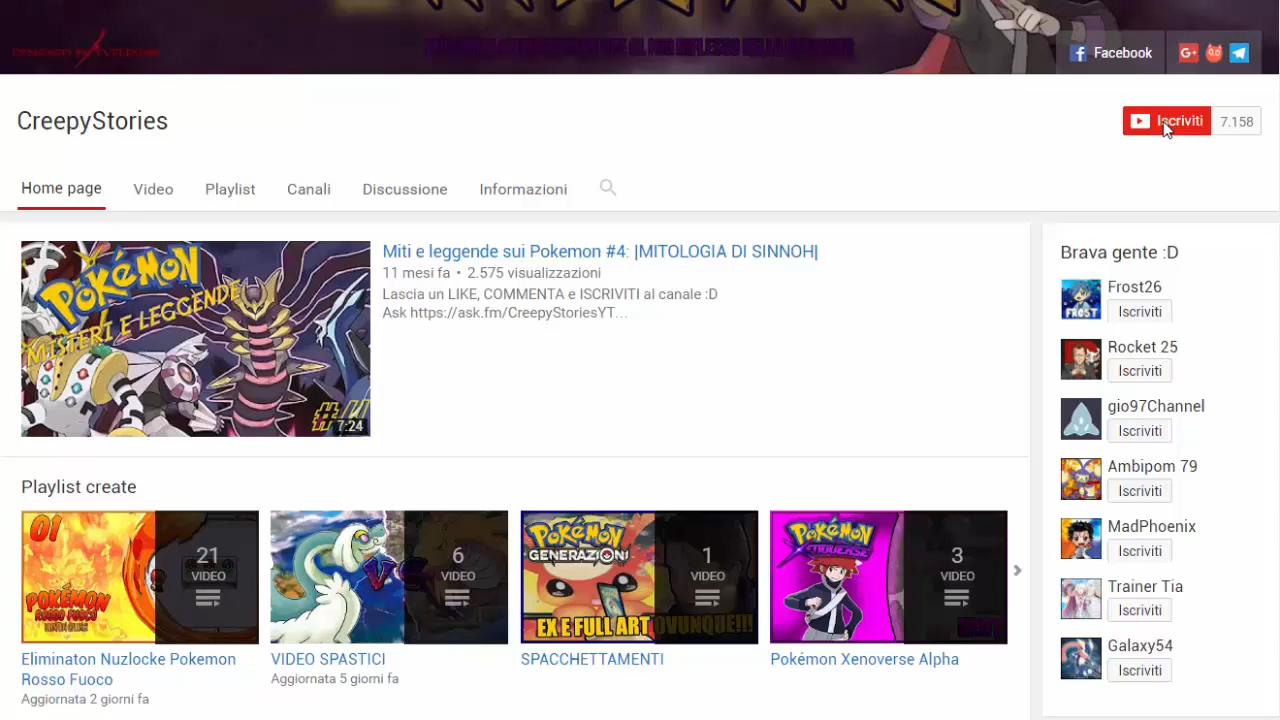 Facebook
CreepyStories
Iscriviti 7.158
Home page Video Playlist Canali Discussione Informazioni
Miti e leggende sui Pokemon #4: |MITOLOGIA DI SINNOH|
11 mesi fa • 2.575 visualizzazioni
Lascia un LIKE, COMMENTA e ISCRIVITI al canale :D
Ask https://ask.fm/CreepyStoriesYT…
POKÉMON
MISTERI E LEGGENDE
#4
7:24
Brava gente :D
Frost26
Iscriviti
FROST
Rocket 25
Iscriviti
gio97Channel
Iscriviti
Ambipom 79
Iscriviti
MadPhoenix
Iscriviti
Trainer Tia
Iscriviti
Galaxy54
Iscriviti
Playlist create
01
POKÉMON
ROSSO FUOCO
21
VIDEO
Eliminaton Nuzlocke Pokemon
Rosso Fuoco
Aggiornata 2 giorni fa
6
VIDEO
VIDEO SPASTICI
Aggiornata 5 giorni fa
POKÉMON
GENERAZIONI
EX E FULL ART OVUNQUE!!!
1
VIDEO
SPACCHETTAMENTI
POKÉMON
XENOVERSE
3
VIDEO
Pokémon Xenoverse Alpha